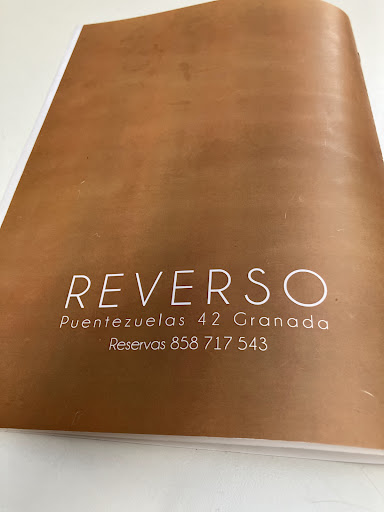 REVERSO
Puentezuelas 42 Granada
Reservas 858 717 543